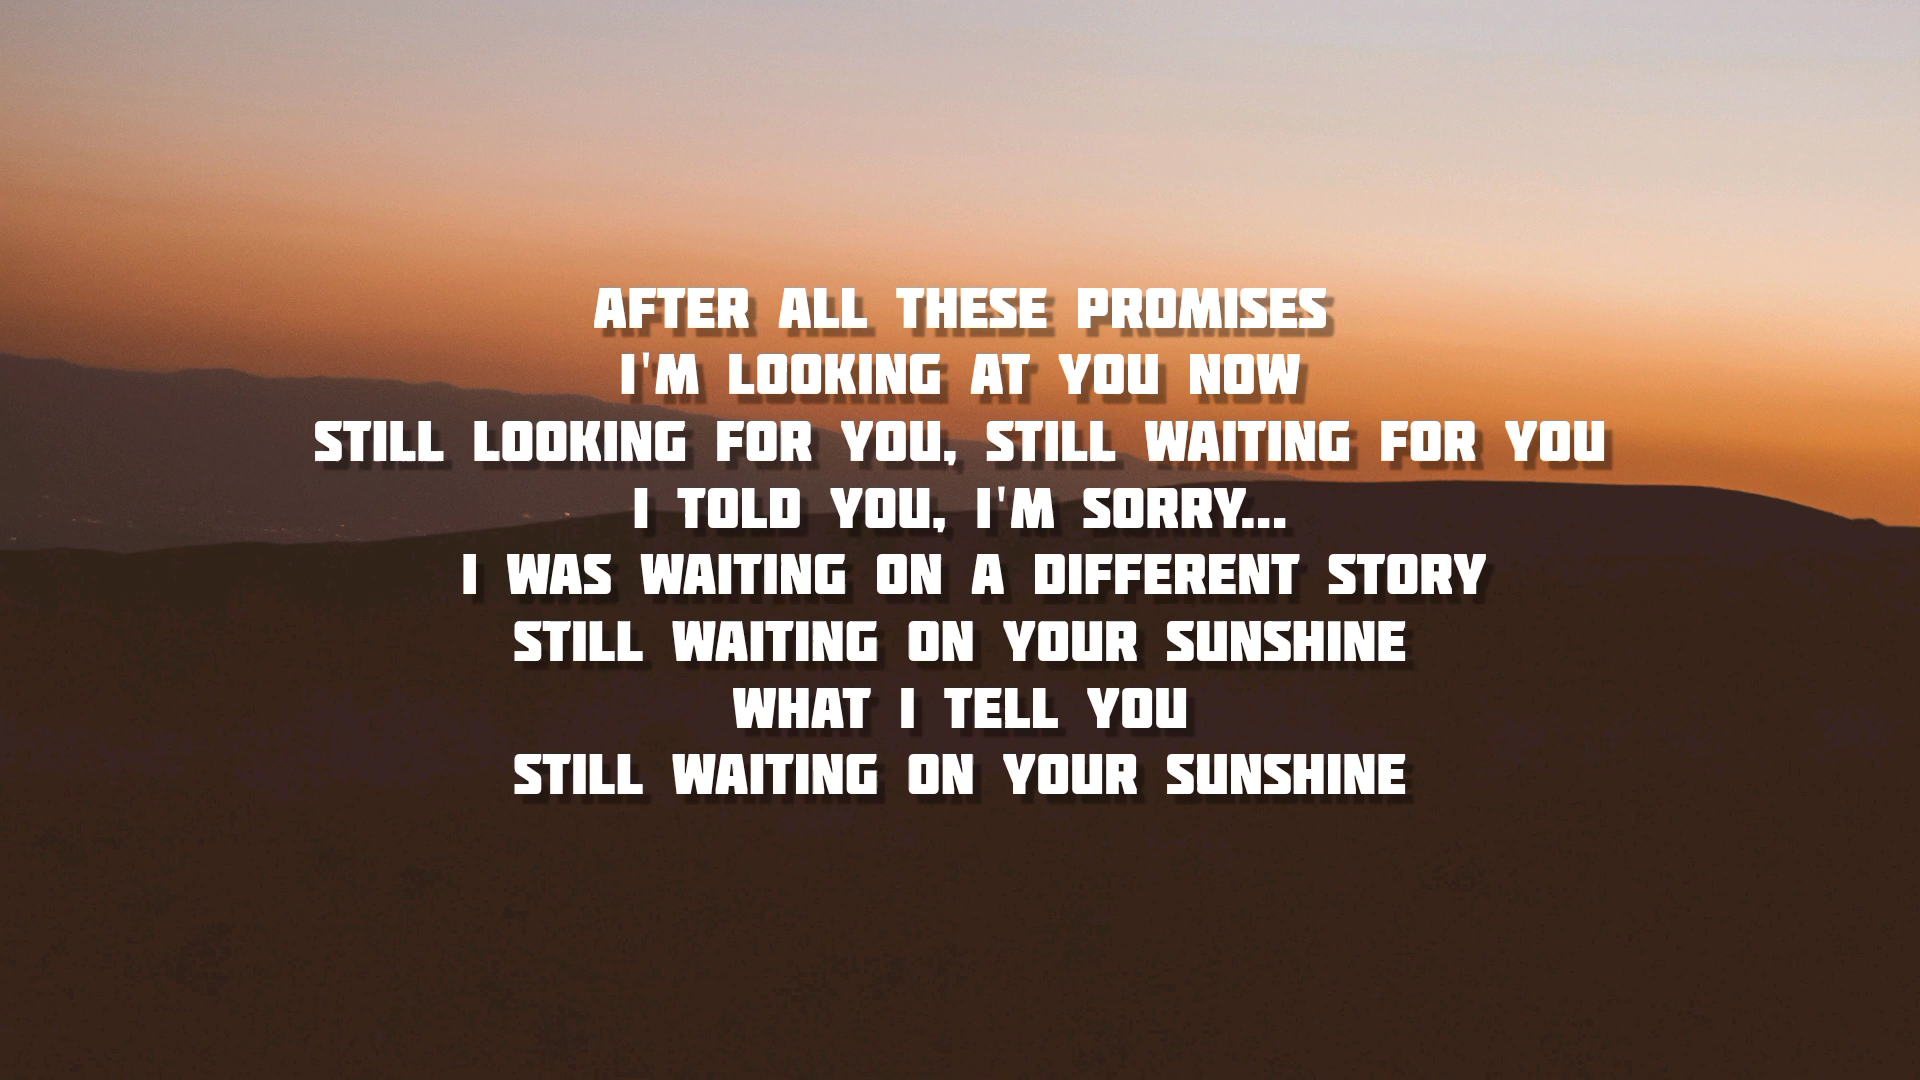 AFTER ALL THESE PROMISES
I'M LOOKING AT YOU NOW
STILL LOOKING FOR YOU, STILL WAITING FOR YOU
I TOLD YOU, I'M SORRY...
I WAS WAITING ON A DIFFERENT STORY
STILL WAITING ON YOUR SUNSHINE
WHAT I TELL YOU
STILL WAITING ON YOUR SUNSHINE